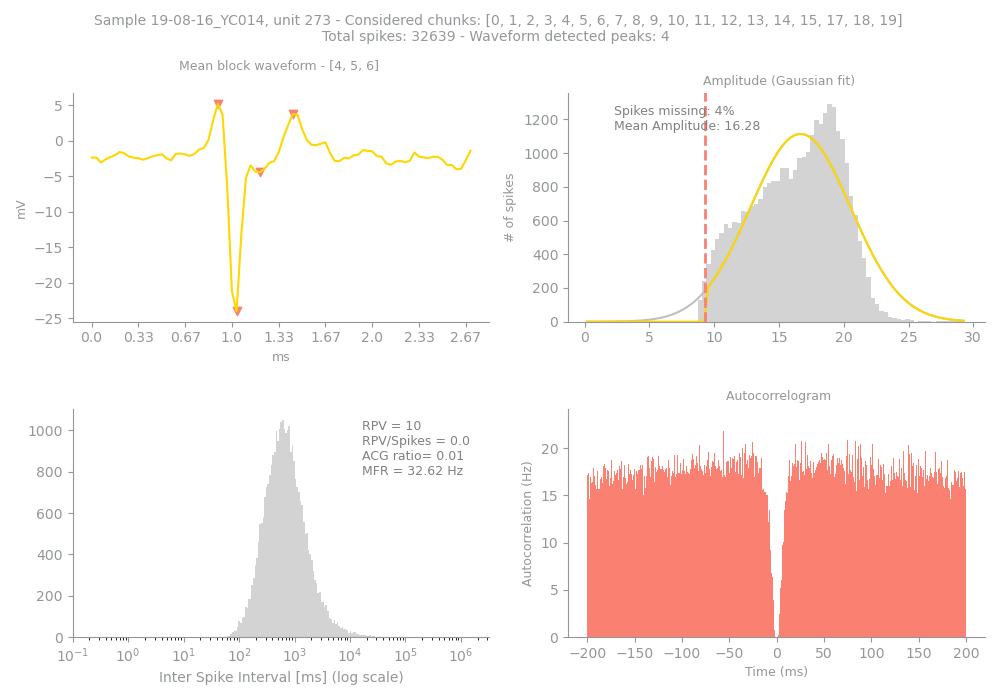 Sample 19-08-16_YC014, unit 273 - Considered chunks: [0, 1, 2, 3, 4, 5, 6, 7, 8, 9, 10, 11, 12, 13, 14, 15, 17, 18, 19]
Total spikes: 32639 - Waveform detected peaks: 4
Mean block waveform - [4, 5, 6]
5
0
−5
−10
−15
−20
−25
mV
0.0 0.33 0.67 1.0 1.33 1.67 2.0 2.33 2.67
ms
Amplitude (Gaussian fit)
Spikes missing: 4%
Mean Amplitude: 16.28
1200
1000
800
600
400
200
0
# of spikes
0 5 10 15 20 25 30
RPV = 10
RPV/Spikes = 0.0
ACG ratio= 0.01
MFR = 32.62 Hz
1000
800
600
400
200
0
10⁻¹ 10⁰ 10¹ 10² 10³ 10⁴ 10⁵ 10⁶
Inter Spike Interval [ms] (log scale)
Autocorrelogram
20
15
10
5
0
Autocorrelation (Hz)
−200 −150 −100 −50 0 50 100 150 200
Time (ms)